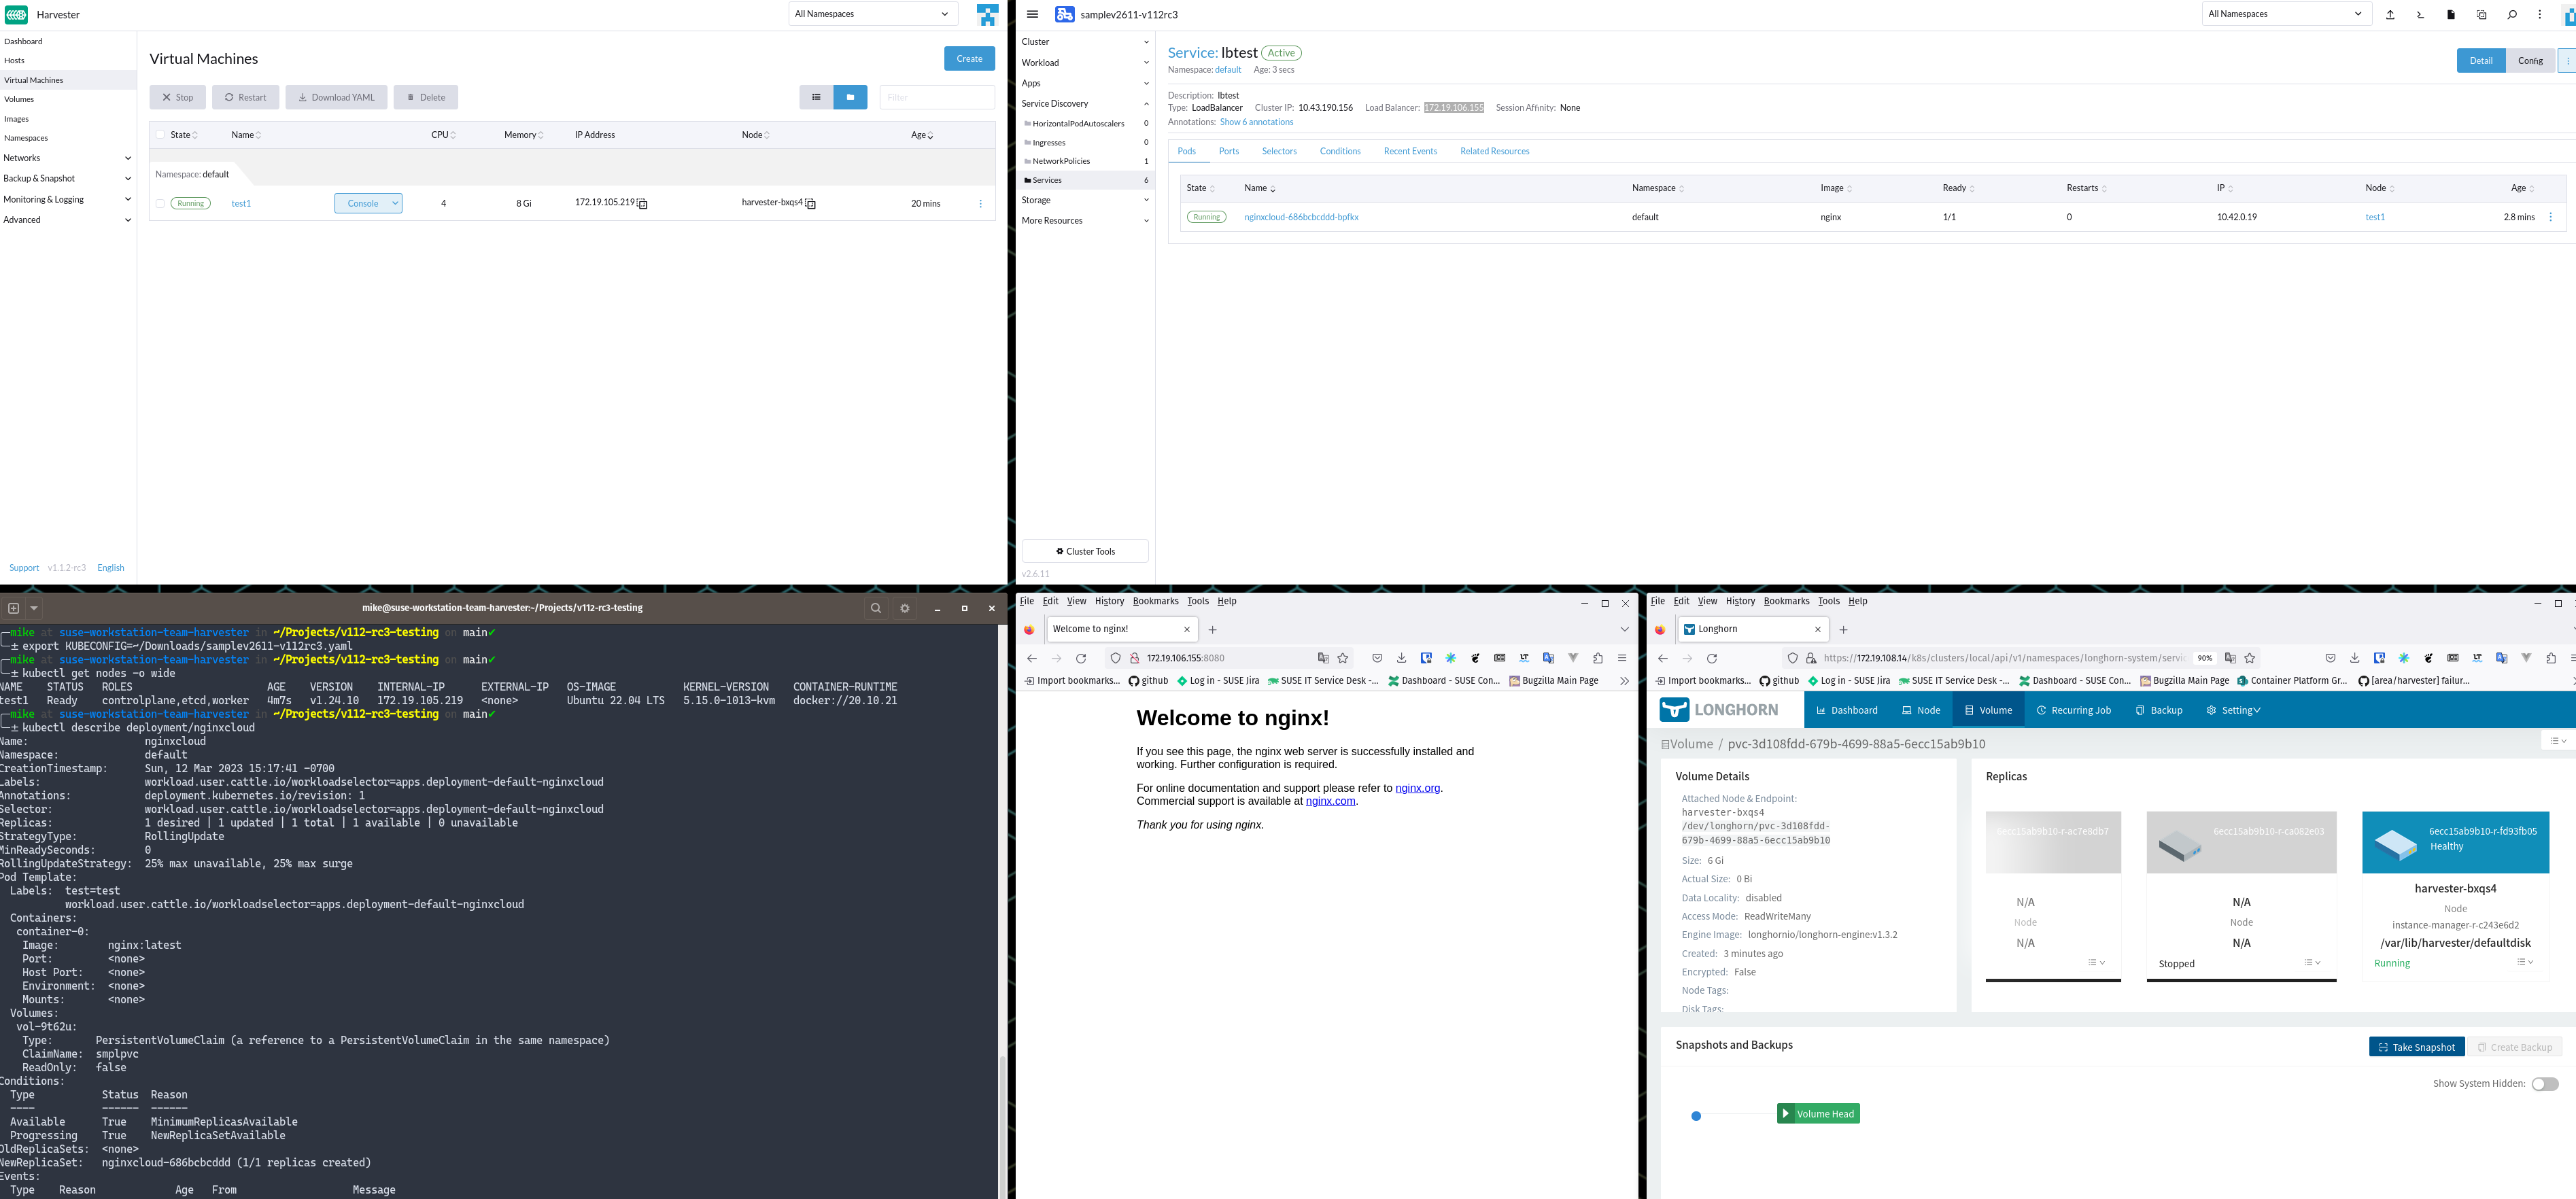 Harvester
All Namespaces
Dashboard
Hosts
Virtual Machines
Volumes
Images
Namespaces
Networks
Backup & Snapshot
Monitoring & Logging
Advanced
Support v1.1.2-rc3 English
Virtual Machines
Create
Stop
Restart
Download YAML
Delete
Filter
State Name CPU Memory IP Address Node Age
Namespace: default
Running test1 Console 4 8 Gi 172.19.105.219 harvester-bxqs4 20 mins
samplev2611-v112rc3
All Namespaces
Cluster
Workload
Apps
Service Discovery
HorizontalPodAutoscalers 0
Ingresses 0
NetworkPolicies 1
Services 6
Storage
More Resources
Cluster Tools
v2.6.11
Service: lbtest Active
Namespace: default Age: 3 secs
Detail Config
Description: lbtest
Type: LoadBalancer Cluster IP: 10.43.190.156 Load Balancer: 172.19.106.155 Session Affinity: None
Annotations: Show 6 annotations
Pods Ports Selectors Conditions Recent Events Related Resources
State Name Namespace Image Ready Restarts IP Node Age
Running nginxcloud-686bcbcddd-bpfkx default nginx 1/1 0 10.42.0.19 test1 2.8 mins
mike@suse-workstation-team-harvester:~/Projects/v112-rc3-testing
mike at suse-workstation-team-harvester in ~/Projects/v112-rc3-testing on main✔
± export KUBECONFIG=~/Downloads/samplev2611-v112rc3.yaml
mike at suse-workstation-team-harvester in ~/Projects/v112-rc3-testing on main✔
± kubectl get nodes -o wide
NAME STATUS ROLES AGE VERSION INTERNAL-IP EXTERNAL-IP OS-IMAGE KERNEL-VERSION CONTAINER-RUNTIME
test1 Ready controlplane,etcd,worker 4m7s v1.24.10 172.19.105.219 <none> Ubuntu 22.04 LTS 5.15.0-1013-kvm docker://20.10.21
mike at suse-workstation-team-harvester in ~/Projects/v112-rc3-testing on main✔
± kubectl describe deployment/nginxcloud
Name: nginxcloud
Namespace: default
CreationTimestamp: Sun, 12 Mar 2023 15:17:41 -0700
Labels: workload.user.cattle.io/workloadselector=apps.deployment-default-nginxcloud
Annotations: deployment.kubernetes.io/revision: 1
Selector: workload.user.cattle.io/workloadselector=apps.deployment-default-nginxcloud
Replicas: 1 desired | 1 updated | 1 total | 1 available | 0 unavailable
StrategyType: RollingUpdate
MinReadySeconds: 0
RollingUpdateStrategy: 25% max unavailable, 25% max surge
Pod Template:
Labels: test=test
workload.user.cattle.io/workloadselector=apps.deployment-default-nginxcloud
Containers:
container-0:
Image: nginx:latest
Port: <none>
Host Port: <none>
Environment: <none>
Mounts: <none>
Volumes:
vol-9t62u:
Type: PersistentVolumeClaim (a reference to a PersistentVolumeClaim in the same namespace)
ClaimName: smplpvc
ReadOnly: false
Conditions:
Type Status Reason
---- ------ ------
Available True MinimumReplicasAvailable
Progressing True NewReplicaSetAvailable
OldReplicaSets: <none>
NewReplicaSet: nginxcloud-686bcbcddd (1/1 replicas created)
Events:
Type Reason Age From Message
File Edit View History Bookmarks Tools Help
Welcome to nginx!
172.19.106.155:8080
Import bookmarks... github Log in - SUSE Jira SUSE IT Service Desk -... Dashboard - SUSE Con... Bugzilla Main Page
Welcome to nginx!
If you see this page, the nginx web server is successfully installed and
working. Further configuration is required.
For online documentation and support please refer to nginx.org.
Commercial support is available at nginx.com.
Thank you for using nginx.
File Edit View History Bookmarks Tools Help
Longhorn
https://172.19.108.14/k8s/clusters/local/api/v1/namespaces/longhorn-system/servic 90%
Import bookmarks... github Log in - SUSE Jira SUSE IT Service Desk -... Dashboard - SUSE Con... Bugzilla Main Page Container Platform Gr... [area/harvester] failur...
LONGHORN
Dashboard Node Volume Recurring Job Backup Setting
Volume / pvc-3d108fdd-679b-4699-88a5-6ecc15ab9b10
Volume Details
Attached Node & Endpoint:
harvester-bxqs4
/dev/longhorn/pvc-3d108fdd-
679b-4699-88a5-6ecc15ab9b10
Size: 6 Gi
Actual Size: 0 Bi
Data Locality: disabled
Access Mode: ReadWriteMany
Engine Image: longhornio/longhorn-engine:v1.3.2
Created: 3 minutes ago
Encrypted: False
Node Tags:
Disk Tags:
Replicas
6ecc15ab9b10-r-ac7e8db7
N/A
Node
N/A
6ecc15ab9b10-r-ca082e03
N/A
Node
N/A
Stopped
6ecc15ab9b10-r-fd93fb05
Healthy
harvester-bxqs4
Node
instance-manager-r-c243e6d2
/var/lib/harvester/defaultdisk
Running
Snapshots and Backups
Take Snapshot Create Backup
Show System Hidden:
Volume Head